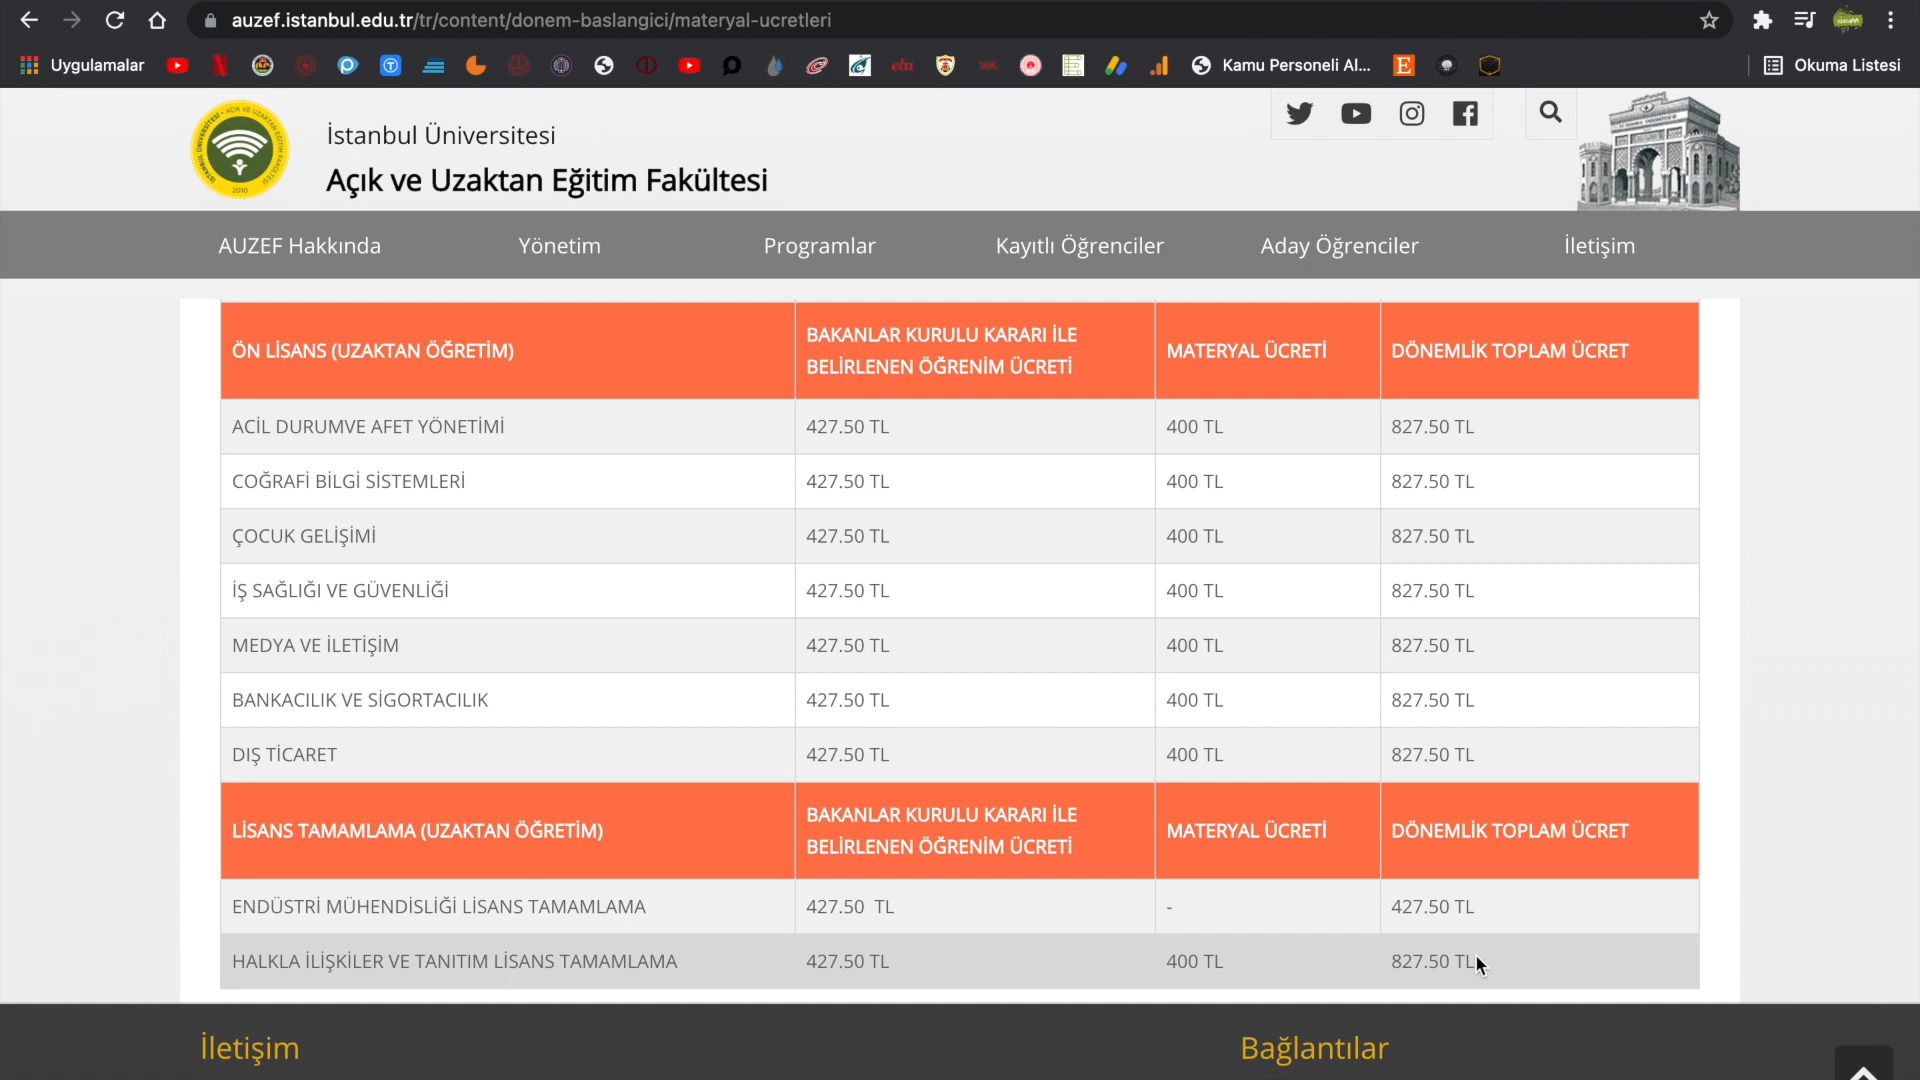 auzef.istanbul.edu.tr/tr/content/donem-baslangici/materyal-ucretleri
Uygulamalar
Kamu Personeli Al...
Okuma Listesi
İstanbul Üniversitesi
Açık ve Uzaktan Eğitim Fakültesi
AUZEF Hakkında Yönetim Programlar Kayıtlı Öğrenciler Aday Öğrenciler İletişim
ÖN LİSANS (UZAKTAN ÖĞRETİM)
BAKANLAR KURULU KARARI İLE
BELİRLENEN ÖĞRENİM ÜCRETİ
MATERYAL ÜCRETİ
DÖNEMLİK TOPLAM ÜCRET
ACİL DURUMVE AFET YÖNETİMİ 427.50 TL 400 TL 827.50 TL
COĞRAFİ BİLGİ SİSTEMLERİ 427.50 TL 400 TL 827.50 TL
ÇOCUK GELİŞİMİ 427.50 TL 400 TL 827.50 TL
İŞ SAĞLIĞI VE GÜVENLİĞİ 427.50 TL 400 TL 827.50 TL
MEDYA VE İLETİŞİM 427.50 TL 400 TL 827.50 TL
BANKACILIK VE SİGORTACILIK 427.50 TL 400 TL 827.50 TL
DIŞ TİCARET 427.50 TL 400 TL 827.50 TL
LİSANS TAMAMLAMA (UZAKTAN ÖĞRETİM)
BAKANLAR KURULU KARARI İLE
BELİRLENEN ÖĞRENİM ÜCRETİ
MATERYAL ÜCRETİ
DÖNEMLİK TOPLAM ÜCRET
ENDÜSTRİ MÜHENDİSLİĞİ LİSANS TAMAMLAMA 427.50 TL - 427.50 TL
HALKLA İLİŞKİLER VE TANITIM LİSANS TAMAMLAMA 427.50 TL 400 TL 827.50 TL
İletişim
Bağlantılar